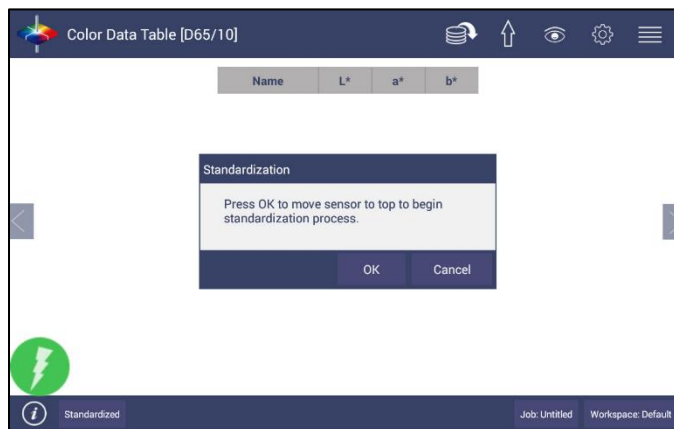 Color Data Table [D65/10]
Name L* a* b*
Standardization
Press OK to move sensor to top to begin
standardization process.
OK Cancel
i Standardized Job: Untitled Workspace: Default